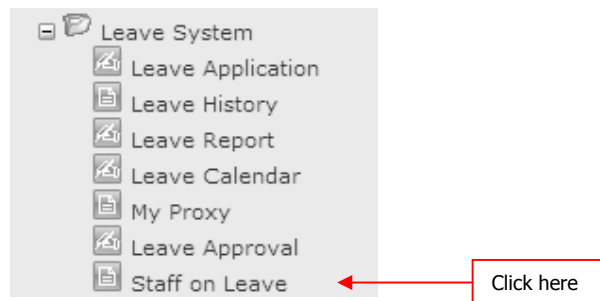 Leave System
Leave Application
Leave History
Leave Report
Leave Calendar
My Proxy
Leave Approval
Staff on Leave
Click here